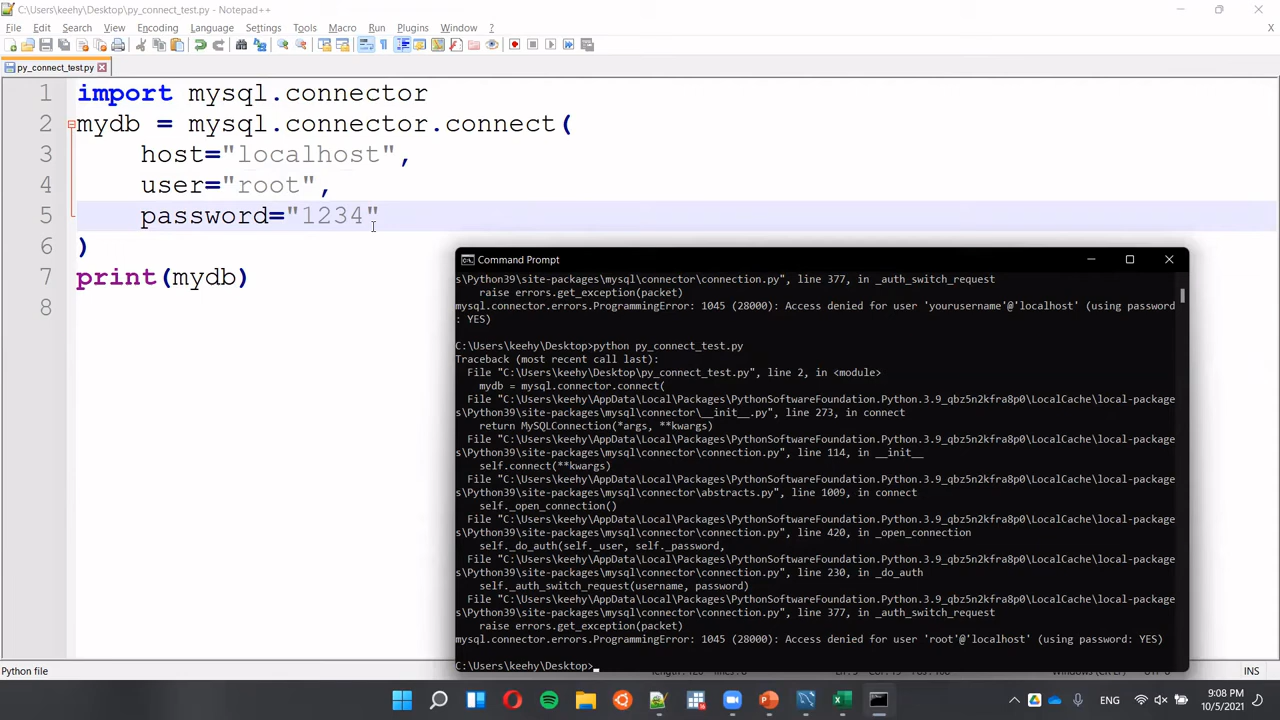 C:\Users\keehy\Desktop\py_connect_test.py - Notepad++
File Edit Search View Encoding Language Settings Tools Macro Run Plugins Window ?
X
py_connect_test.py
1 import mysql.connector
2 mydb = mysql.connector.connect(
3 host="localhost",
4 user="root",
5 password="1234"
6 )
7 print(mydb)
8
Command Prompt
s\Python39\site-packages\mysql\connector\connection.py", line 377, in _auth_switch_request
raise errors.get_exception(packet)
mysql.connector.errors.ProgrammingError: 1045 (28000): Access denied for user 'yourusername'@'localhost' (using password
: YES)
C:\Users\keehy\Desktop>python py_connect_test.py
Traceback (most recent call last):
File "C:\Users\keehy\Desktop\py_connect_test.py", line 2, in <module>
mydb = mysql.connector.connect(
File "C:\Users\keehy\AppData\Local\Packages\PythonSoftwareFoundation.Python.3.9_qbz5n2kfra8p0\LocalCache\local-package
s\Python39\site-packages\mysql\connector\__init__.py", line 273, in connect
return MySQLConnection(*args, **kwargs)
File "C:\Users\keehy\AppData\Local\Packages\PythonSoftwareFoundation.Python.3.9_qbz5n2kfra8p0\LocalCache\local-package
s\Python39\site-packages\mysql\connector\connection.py", line 114, in __init__
self.connect(**kwargs)
File "C:\Users\keehy\AppData\Local\Packages\PythonSoftwareFoundation.Python.3.9_qbz5n2kfra8p0\LocalCache\local-package
s\Python39\site-packages\mysql\connector\abstracts.py", line 1009, in connect
self._open_connection()
File "C:\Users\keehy\AppData\Local\Packages\PythonSoftwareFoundation.Python.3.9_qbz5n2kfra8p0\LocalCache\local-package
s\Python39\site-packages\mysql\connector\connection.py", line 420, in _open_connection
self._do_auth(self._user, self._password,
File "C:\Users\keehy\AppData\Local\Packages\PythonSoftwareFoundation.Python.3.9_qbz5n2kfra8p0\LocalCache\local-package
s\Python39\site-packages\mysql\connector\connection.py", line 230, in _do_auth
self._auth_switch_request(username, password)
File "C:\Users\keehy\AppData\Local\Packages\PythonSoftwareFoundation.Python.3.9_qbz5n2kfra8p0\LocalCache\local-package
s\Python39\site-packages\mysql\connector\connection.py", line 377, in _auth_switch_request
raise errors.get_exception(packet)
mysql.connector.errors.ProgrammingError: 1045 (28000): Access denied for user 'root'@'localhost' (using password: YES)
C:\Users\keehy\Desktop>
Python file
INS
ENG
9:08 PM
10/5/2021